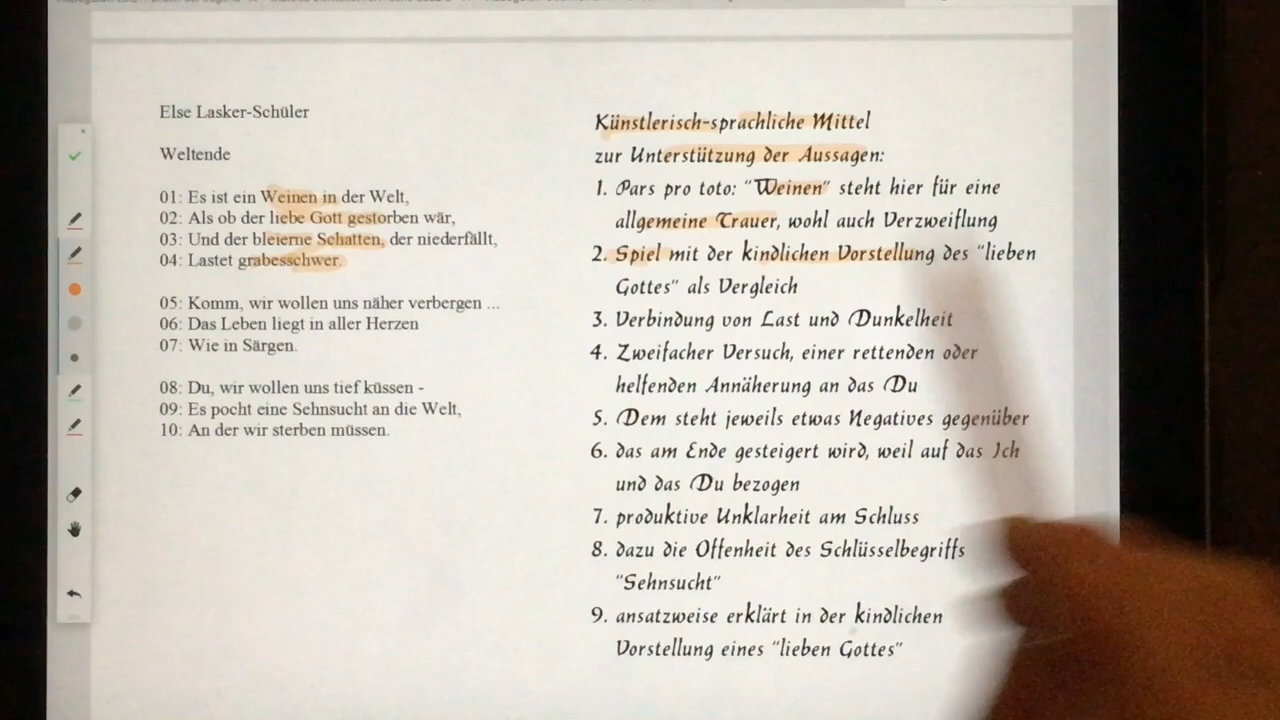 Else Lasker-Schüler
Weltende
01: Es ist ein Weinen in der Welt,
02: Als ob der liebe Gott gestorben wär,
03: Und der bleierne Schatten, der niederfällt,
04: Lastet grabesschwer.
05: Komm, wir wollen uns näher verbergen ...
06: Das Leben liegt in aller Herzen
07: Wie in Särgen.
08: Du, wir wollen uns tief küssen -
09: Es pocht eine Sehnsucht an die Welt,
10: An der wir sterben müssen.
Künstlerisch-sprachliche Mittel
zur Unterstützung der Aussagen:
1. Pars pro toto: "Weinen" steht hier für eine
allgemeine Trauer, wohl auch Verzweiflung
2. Spiel mit der kindlichen Vorstellung des "lieben
Gottes" als Vergleich
3. Verbindung von Last und Dunkelheit
4. Zweifacher Versuch, einer rettenden oder
helfenden Annäherung an das Du
5. Dem steht jeweils etwas Negatives gegenüber
6. das am Ende gesteigert wird, weil auf das Ich
und das Du bezogen
7. produktive Unklarheit am Schluss
8. dazu die Offenheit des Schlüsselbegriffs
"Sehnsucht"
9. ansatzweise erklärt in der kindlichen
Vorstellung eines "lieben Gottes"